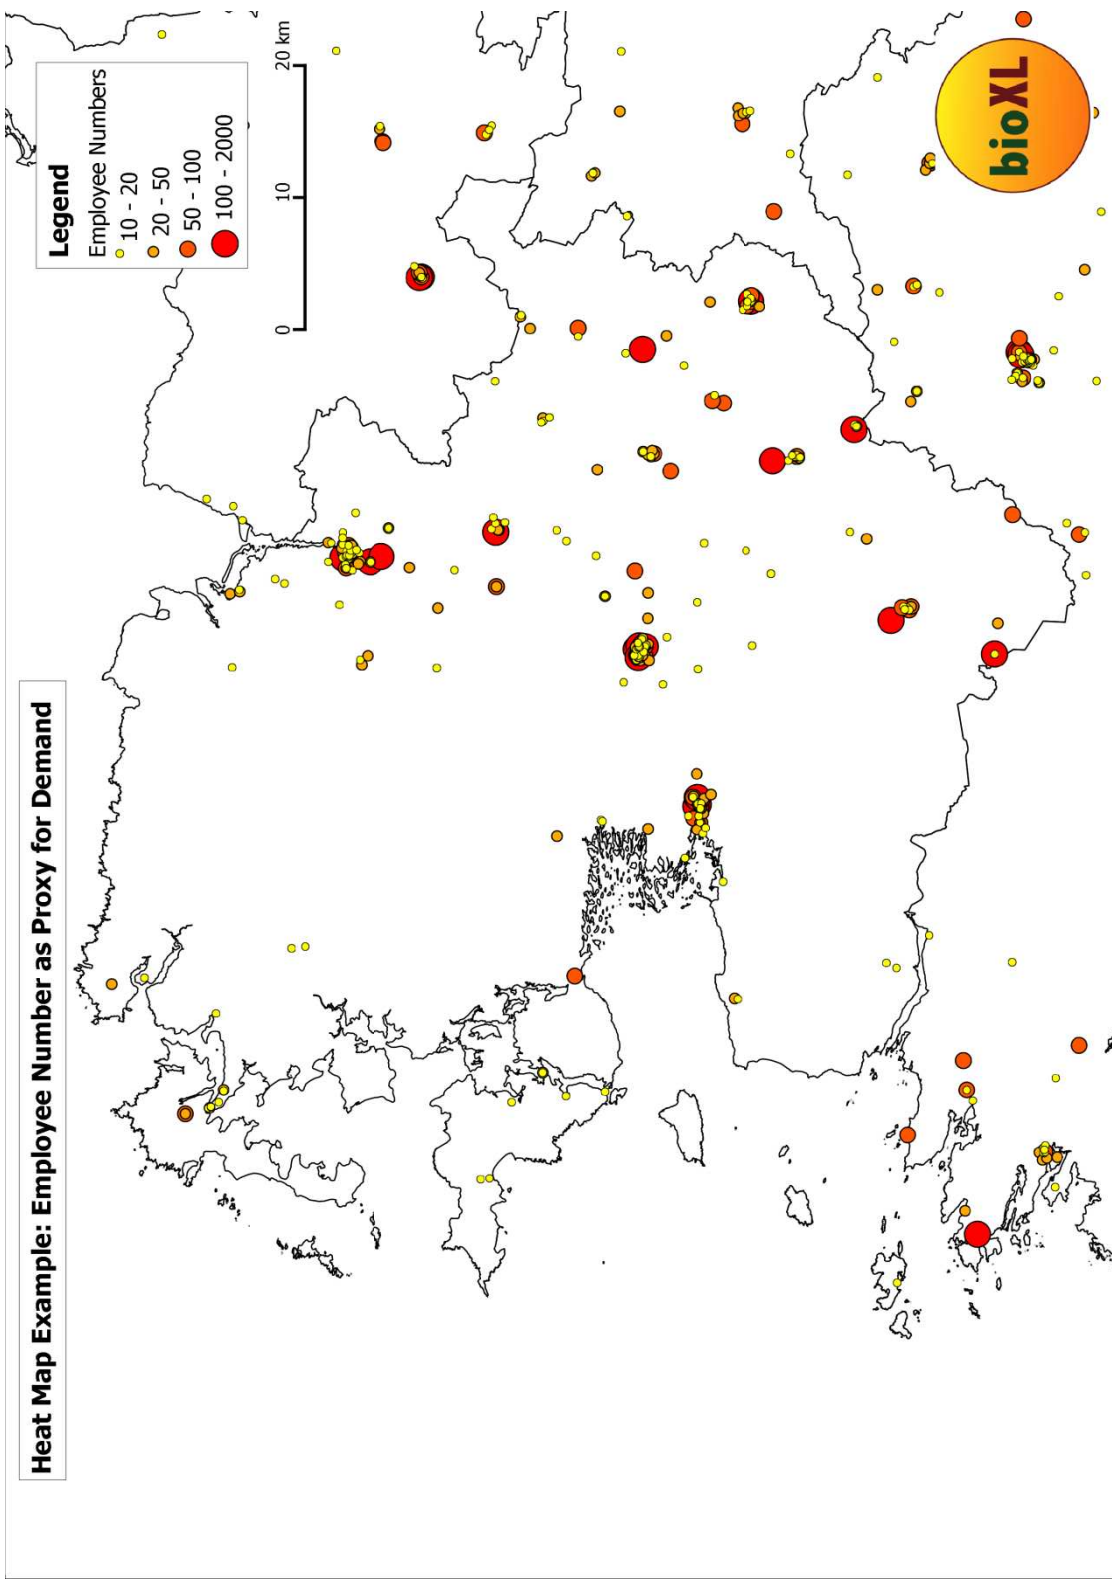 Heat Map Example: Employee Number as Proxy for Demand
Legend
Employee Numbers
10 - 20
20 - 50
50 - 100
100 - 2000
0 10 20 km
bioXL